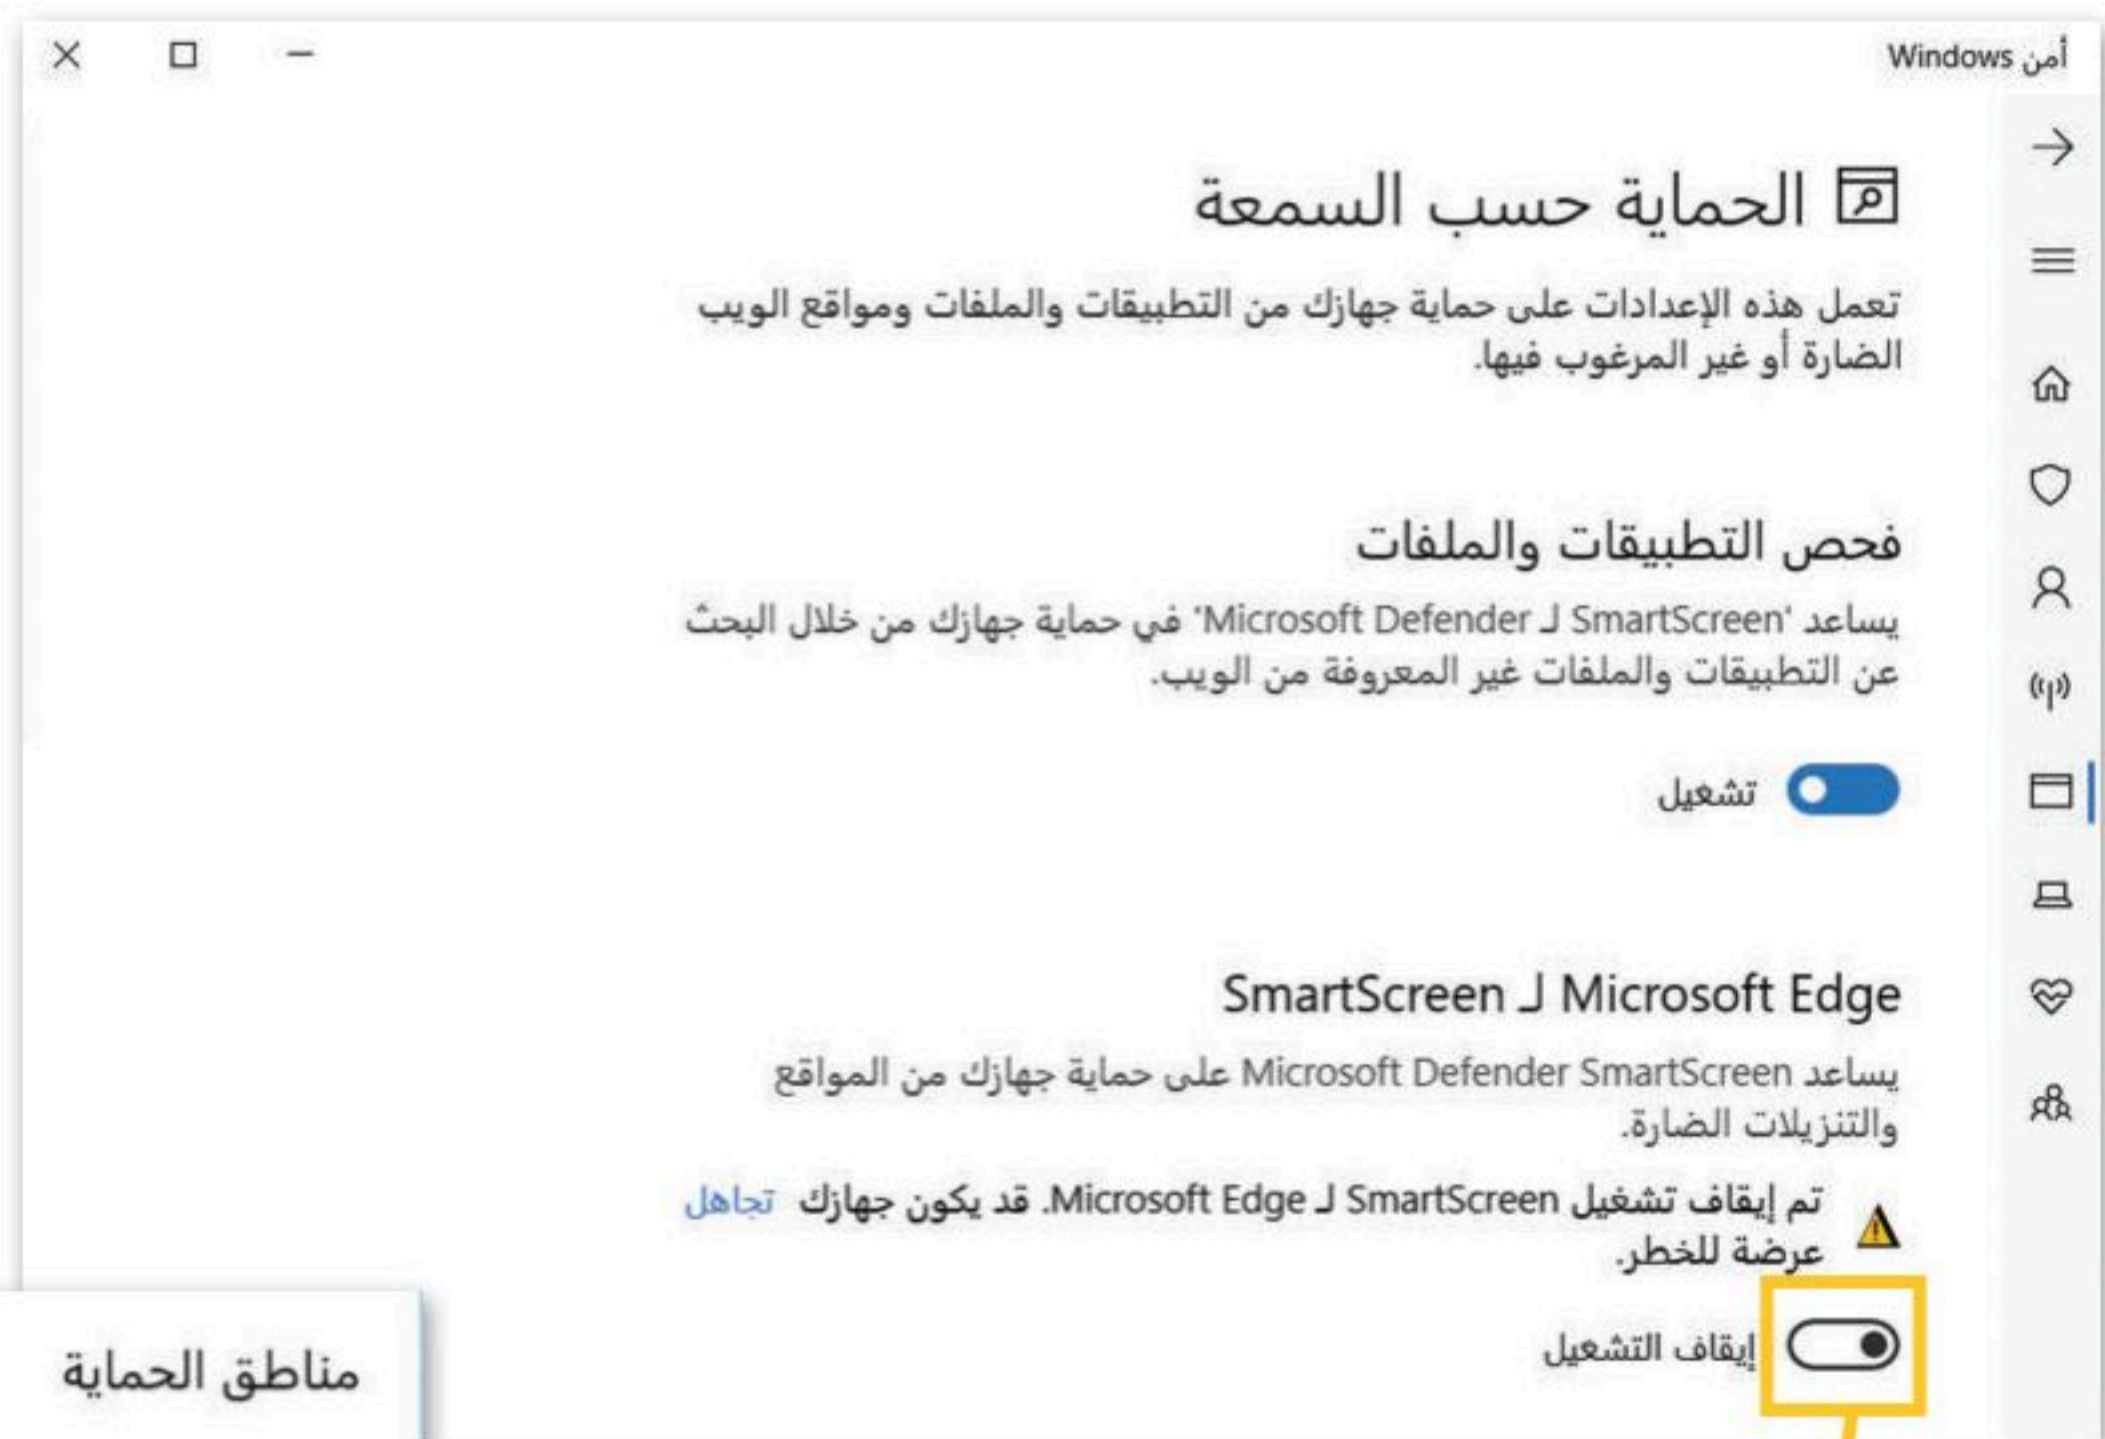 أمن Windows
الحماية حسب السمعة
تعمل هذه الإعدادات على حماية جهازك من التطبيقات والملفات ومواقع الويب
الضارة أو غير المرغوب فيها.
فحص التطبيقات والملفات
يساعد 'SmartScreen لـ Microsoft Defender' في حماية جهازك من خلال البحث
عن التطبيقات والملفات غير المعروفة من الويب.
تشغيل
SmartScreen لـ Microsoft Edge
يساعد Microsoft Defender SmartScreen على حماية جهازك من المواقع
والتنزيلات الضارة.
تم إيقاف تشغيل SmartScreen لـ Microsoft Edge. قد يكون جهازك تجاهل
عرضة للخطر.
إيقاف التشغيل
مناطق الحماية